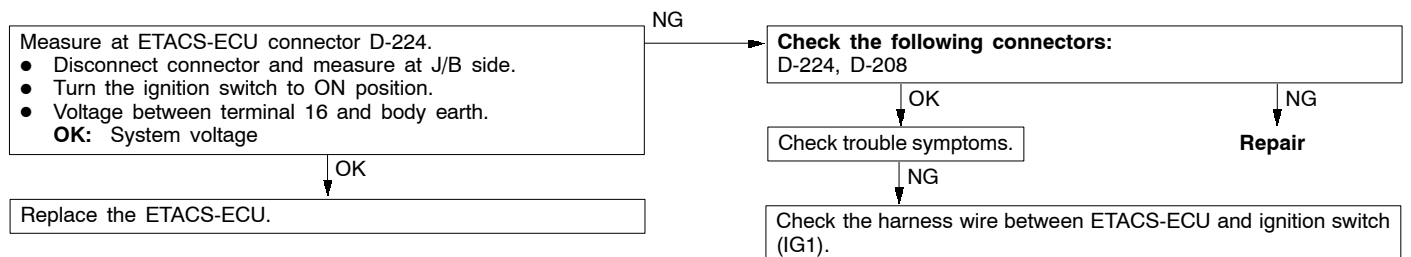 Measure at ETACS-ECU connector D-224.
● Disconnect connector and measure at J/B side.
● Turn the ignition switch to ON position.
● Voltage between terminal 16 and body earth.
OK: System voltage
OK
Replace the ETACS-ECU.
NG
Check the following connectors:
D-224, D-208
OK
NG
Check trouble symptoms.
Repair
NG
Check the harness wire between ETACS-ECU and ignition switch
(IG1).